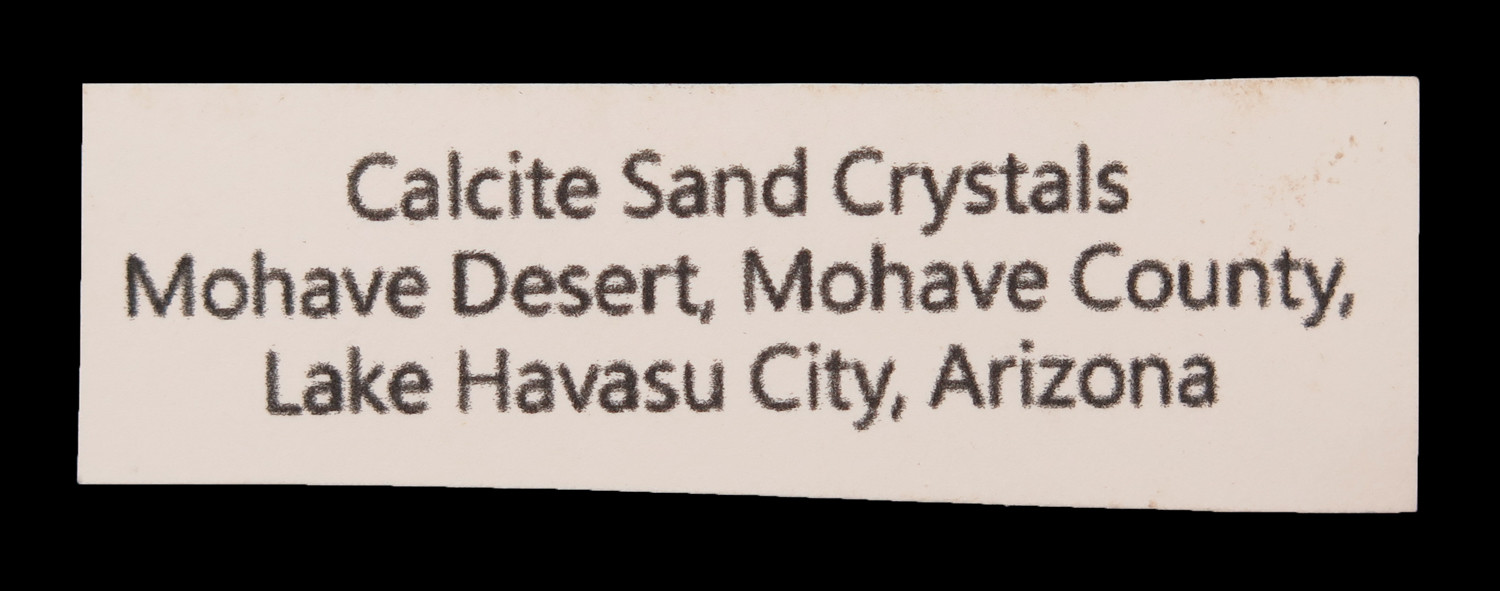 Calcite Sand Crystals
Mohave Desert, Mohave County,
Lake Havasu City, Arizona